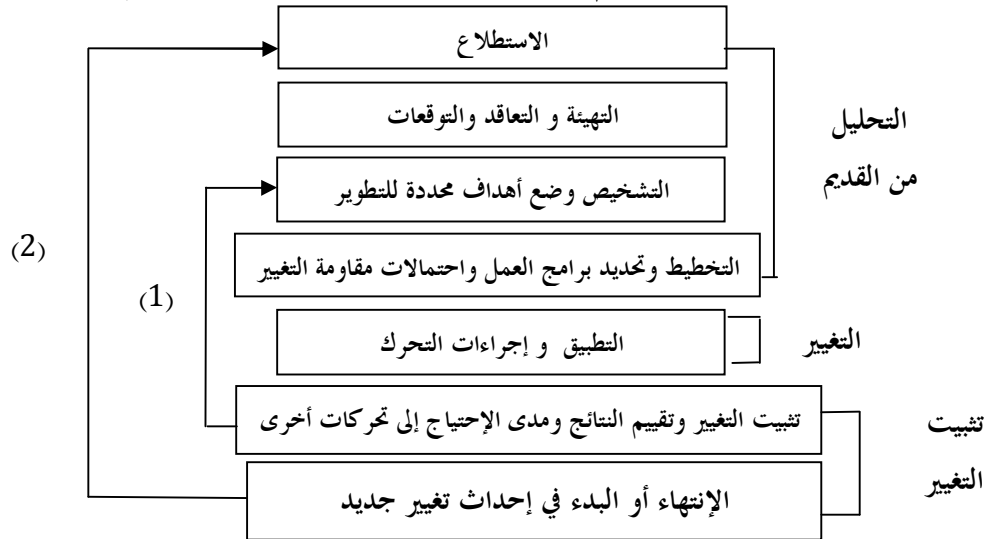 الاستطلاع
التهيئة و التعاقد والتوقعات
التحليل
من القديم
التشخيص وضع أهداف محددة للتطوير
(2)
التخطيط وتحديد برامج العمل واحتمالات مقاومة التغيير
(1)
التطبيق و إجراءات التحرك
التغيير
تثبيت التغيير وتقييم النتائج ومدى الإحتياج إلى تحركات أخرى
تثبيت
التغيير
الإنتهاء أو البدء في إحداث تغيير جديد